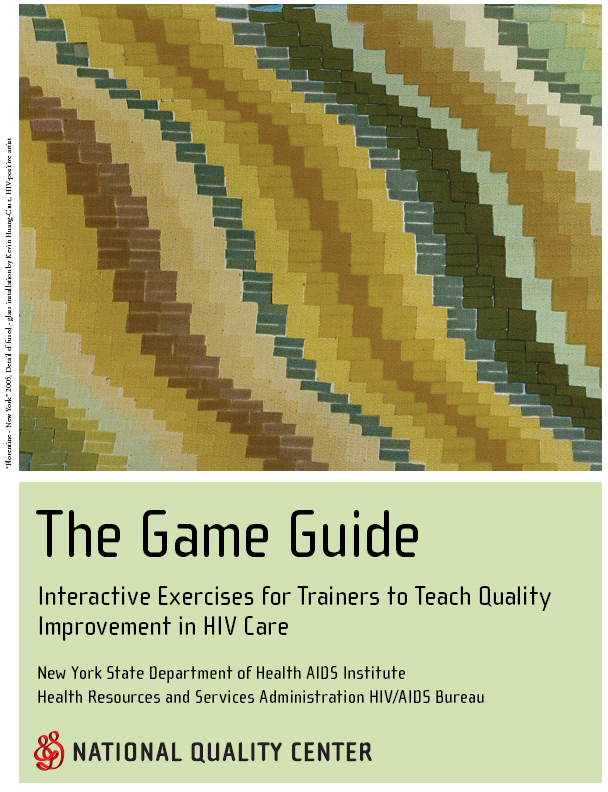 "Florentine - New York" 2005, Detail of fused - glass installation by Kevin Huang-Cruz, HIV-positive artist
The Game Guide
Interactive Exercises for Trainers to Teach Quality
Improvement in HIV Care
New York State Department of Health AIDS Institute
Health Resources and Services Administration HIV/AIDS Bureau
NATIONAL QUALITY CENTER